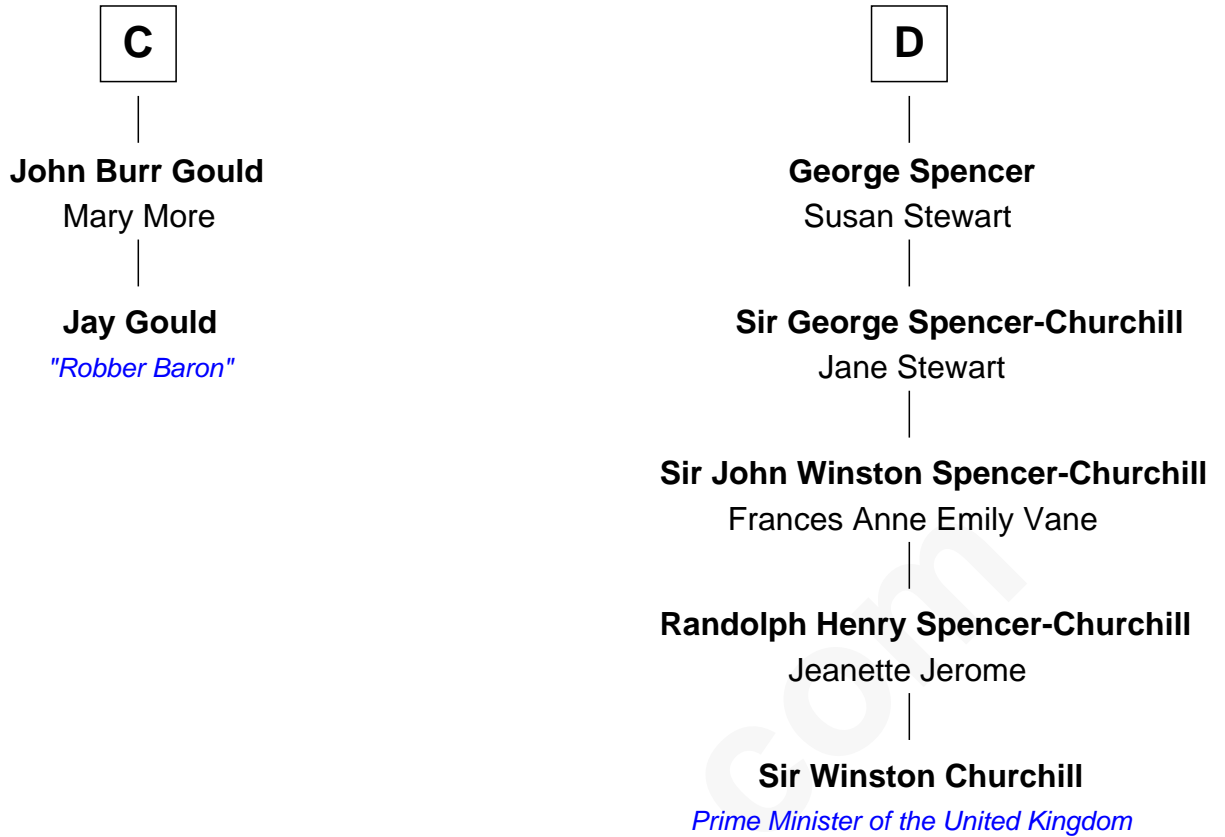 C
John Burr Gould
Mary More
Jay Gould
"Robber Baron"
D
George Spencer
Susan Stewart
Sir George Spencer-Churchill
Jane Stewart
Sir John Winston Spencer-Churchill
Frances Anne Emily Vane
Randolph Henry Spencer-Churchill
Jeanette Jerome
Sir Winston Churchill
Prime Minister of the United Kingdom
com